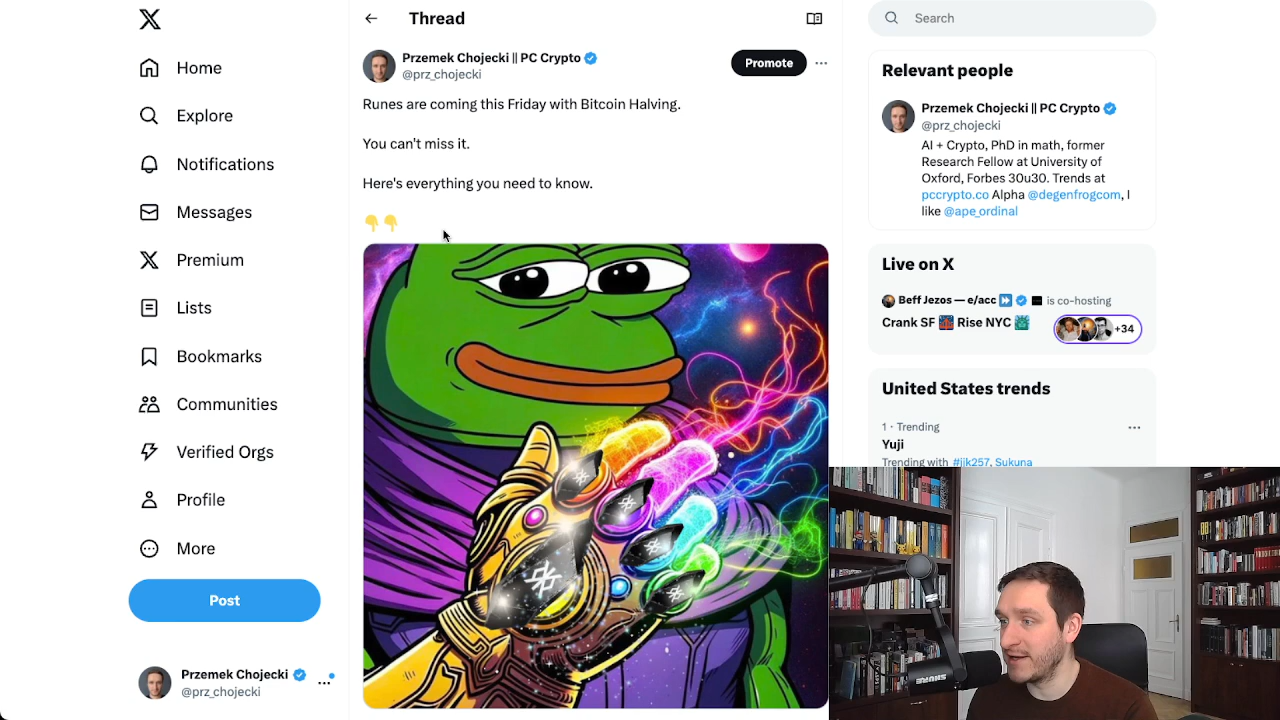 Home
Explore
Notifications
Messages
Premium
Lists
Bookmarks
Communities
Verified Orgs
Profile
More
Post
Przemek Chojecki
@prz_chojecki
Thread
Przemek Chojecki || PC Crypto
@prz_chojecki
Promote
Runes are coming this Friday with Bitcoin Halving.
You can't miss it.
Here's everything you need to know.
Search
Relevant people
Przemek Chojecki || PC Crypto
@prz_chojecki
AI + Crypto, PhD in math, former
Research Fellow at University of
Oxford, Forbes 30u30. Trends at
pccrypto.co Alpha @degenfrogcom, I
like @ape_ordinal
Live on X
Beff Jezos — e/acc is co-hosting
Crank SF Rise NYC
+34
United States trends
1 · Trending
Yuji
Trending with #jjk257, Sukuna
SHURE